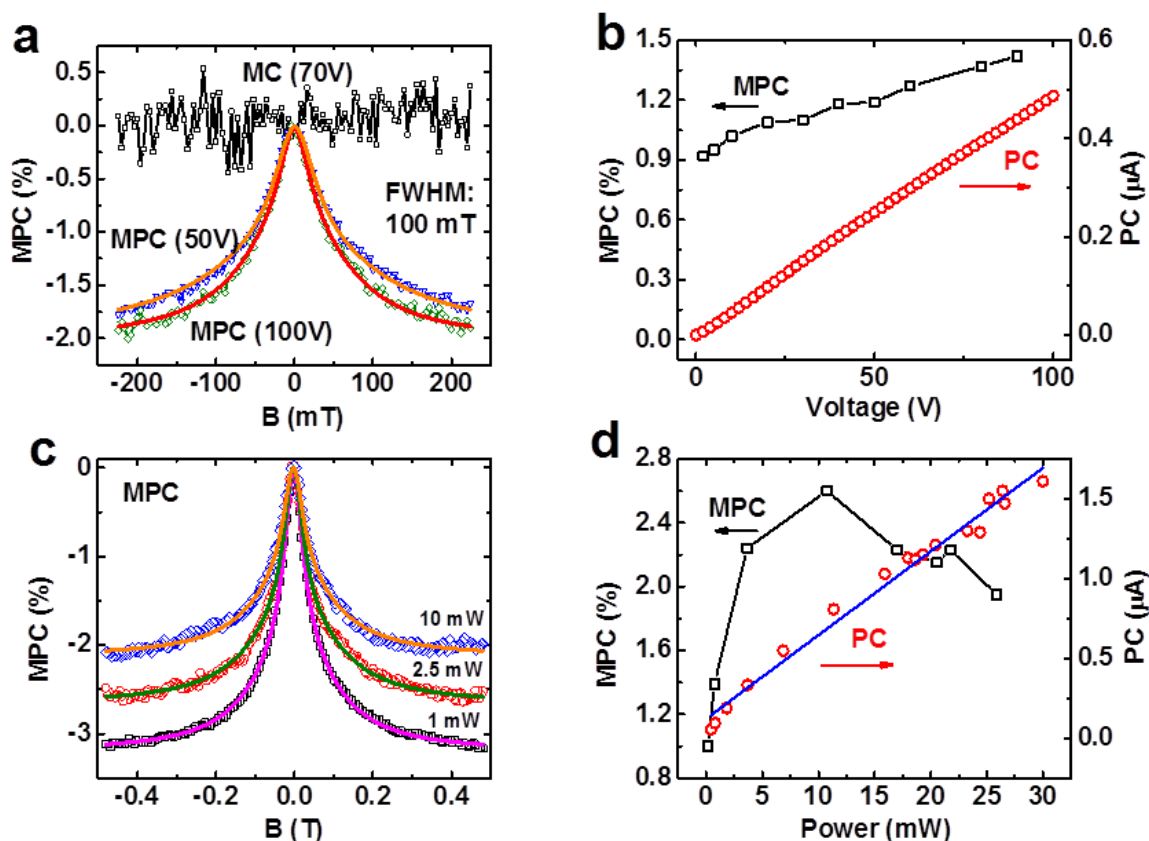 a
MC (70V)
FWHM:
100 mT
MPC (50V)
MPC (100V)
0.5
0.0
-0.5
-1.0
-1.5
-2.0
MPC (%)
-200 -100 0 100 200
B (mT)
b
MPC
PC
1.5
1.2
0.9
0.6
0.3
0.0
MPC (%)
0.6
0.4
0.2
0.0
PC (µA)
0 50 100
Voltage (V)
c
MPC
10 mW
2.5 mW
1 mW
0
-1
-2
-3
MPC (%)
-0.4 -0.2 0.0 0.2 0.4
B (T)
d
MPC
PC
2.8
2.4
2.0
1.6
1.2
0.8
MPC (%)
1.5
1.0
0.5
0.0
PC (µA)
0 5 10 15 20 25 30
Power (mW)